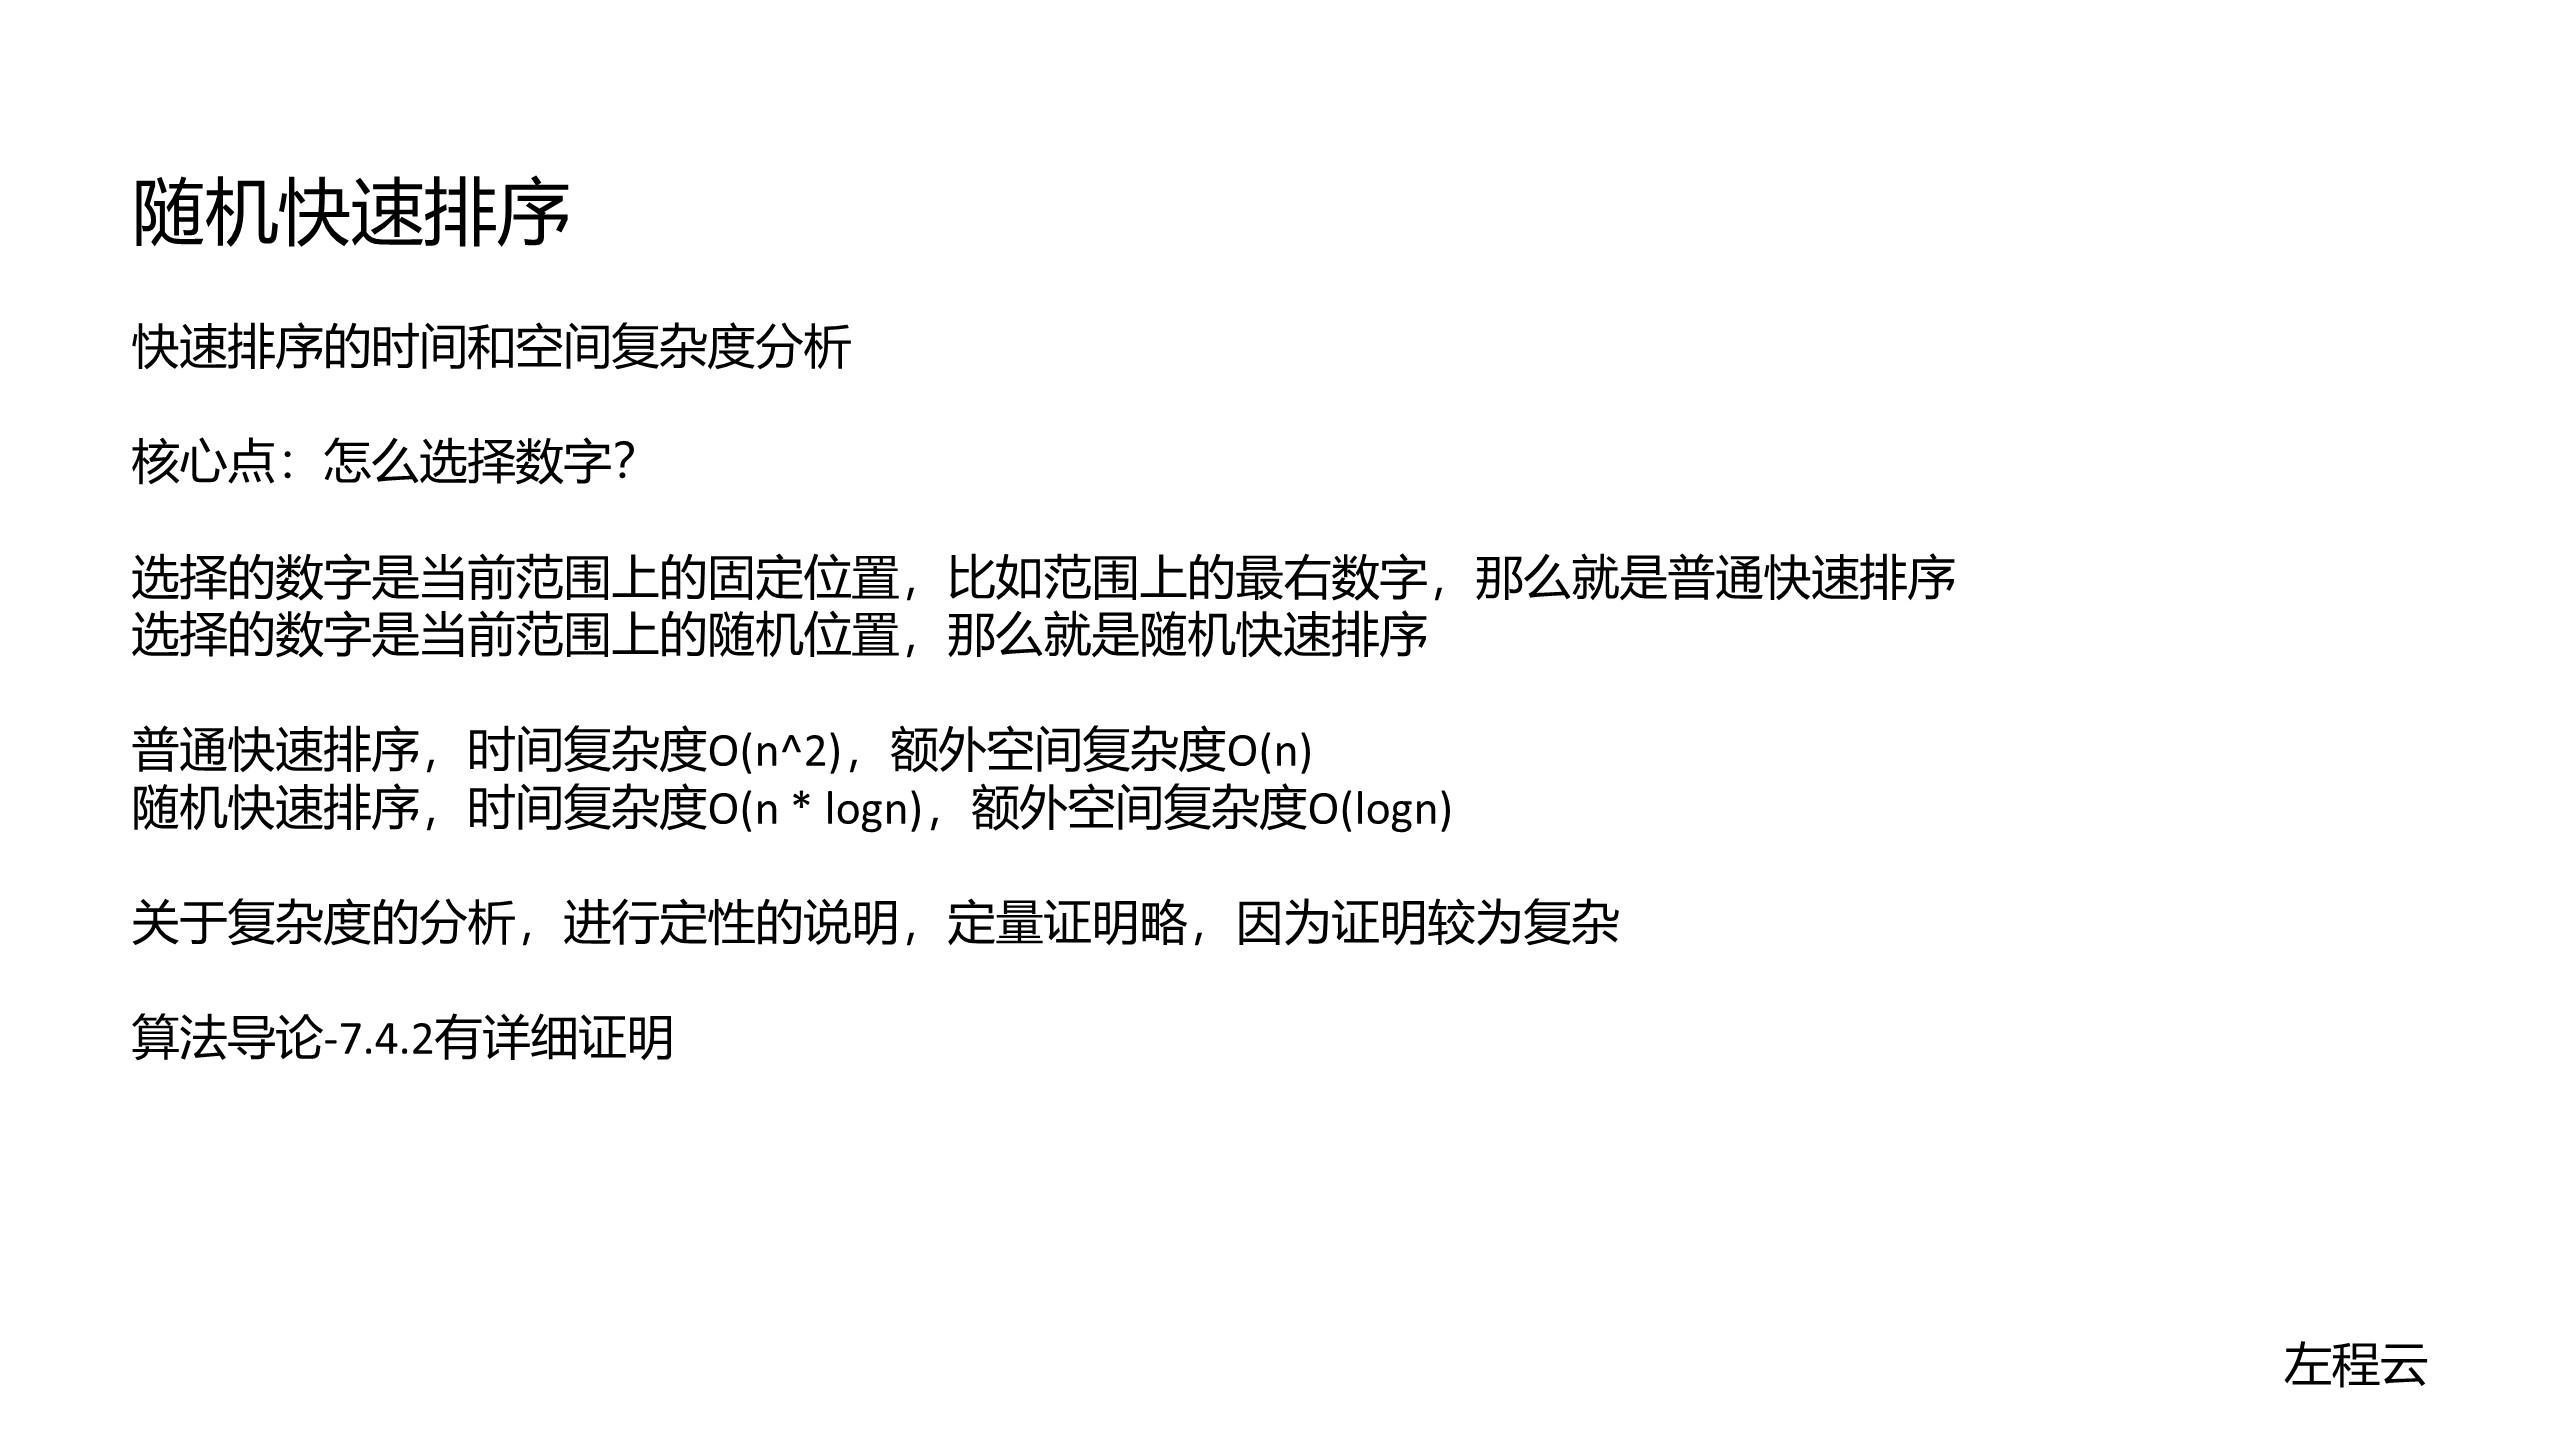 随机快速排序
快速排序的时间和空间复杂度分析
核心点：怎么选择数字？
选择的数字是当前范围上的固定位置，比如范围上的最右数字，那么就是普通快速排序
选择的数字是当前范围上的随机位置，那么就是随机快速排序
普通快速排序，时间复杂度O(n^2)，额外空间复杂度O(n)
随机快速排序，时间复杂度O(n * logn)，额外空间复杂度O(logn)
关于复杂度的分析，进行定性的说明，定量证明略，因为证明较为复杂
算法导论-7.4.2有详细证明
左程云